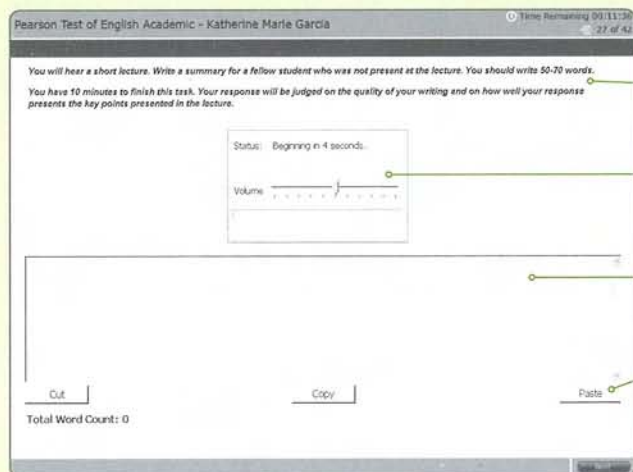 Pearson Test of English Academic - Katherine Marie Garcia
Time Remaining 00:11:36
27 of 42
You will hear a short lecture. Write a summary for a fellow student who was not present at the lecture. You should write 50-70 words.
You have 10 minutes to finish this task. Your response will be judged on the quality of your writing and on how well your response
presents the key points presented in the lecture.
Status: Beginning in 4 seconds.
Volume
Cut
Copy
Paste
Total Word Count: 0